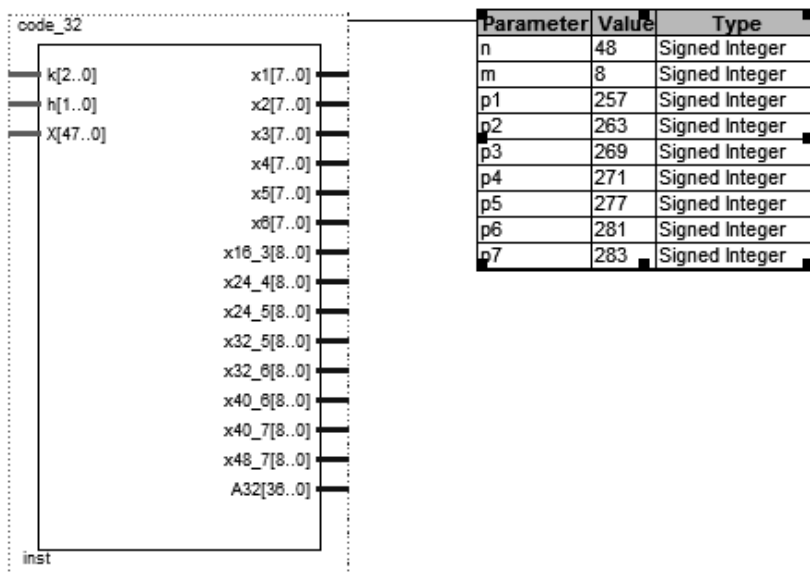 code_32
k[2..0] x1[7..0]
h[1..0] x2[7..0]
X[47..0] x3[7..0]
x4[7..0]
x5[7..0]
x6[7..0]
x16_3[8..0]
x24_4[8..0]
x24_5[8..0]
x32_5[8..0]
x32_6[8..0]
x40_6[8..0]
x40_7[8..0]
x48_7[8..0]
A32[36..0]
inst
Parameter Value Type
n 48 Signed Integer
m 8 Signed Integer
p1 257 Signed Integer
p2 263 Signed Integer
p3 269 Signed Integer
p4 271 Signed Integer
p5 277 Signed Integer
p6 281 Signed Integer
p7 283 Signed Integer